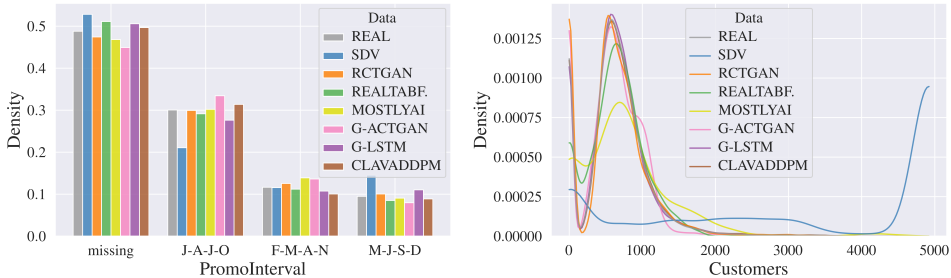 0.5
0.4
0.3
0.2
0.1
0.0
Density
missing
J-A-J-O
F-M-A-N
M-J-S-D
PromoInterval
Data
REAL
SDV
RCTGAN
REALTABF.
MOSTLYAI
G-ACTGAN
G-LSTM
CLAVADDPM
0.00125
0.00100
0.00075
0.00050
0.00025
0.00000
Density
0
1000
2000
3000
4000
5000
Customers
Data
REAL
SDV
RCTGAN
REALTABF.
MOSTLYAI
G-ACTGAN
G-LSTM
CLAVADDPM